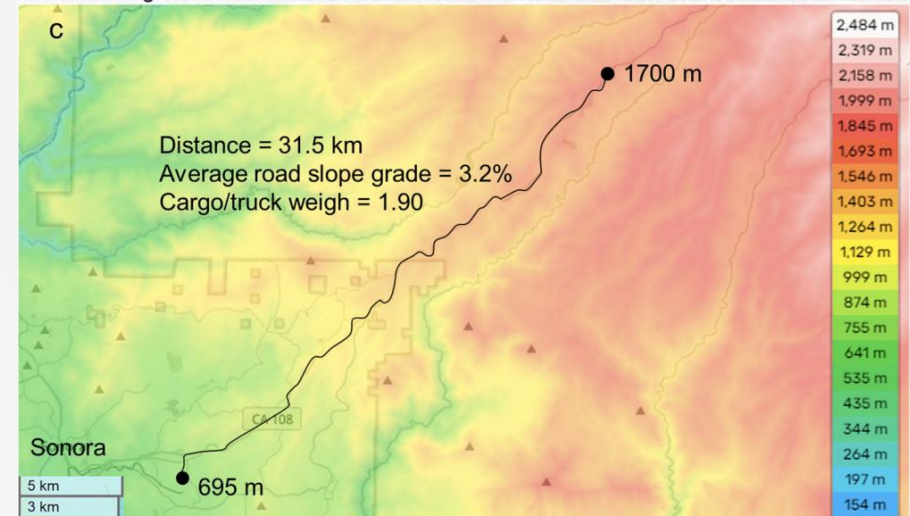 c
1700 m
Distance = 31.5 km
Average road slope grade = 3.2%
Cargo/truck weigh = 1.90
CA 108
Sonora
695 m
5 km
3 km
2,484 m
2,319 m
2,158 m
1,999 m
1,845 m
1,693 m
1,546 m
1,403 m
1,264 m
1,129 m
999 m
874 m
755 m
641 m
535 m
435 m
344 m
264 m
197 m
154 m